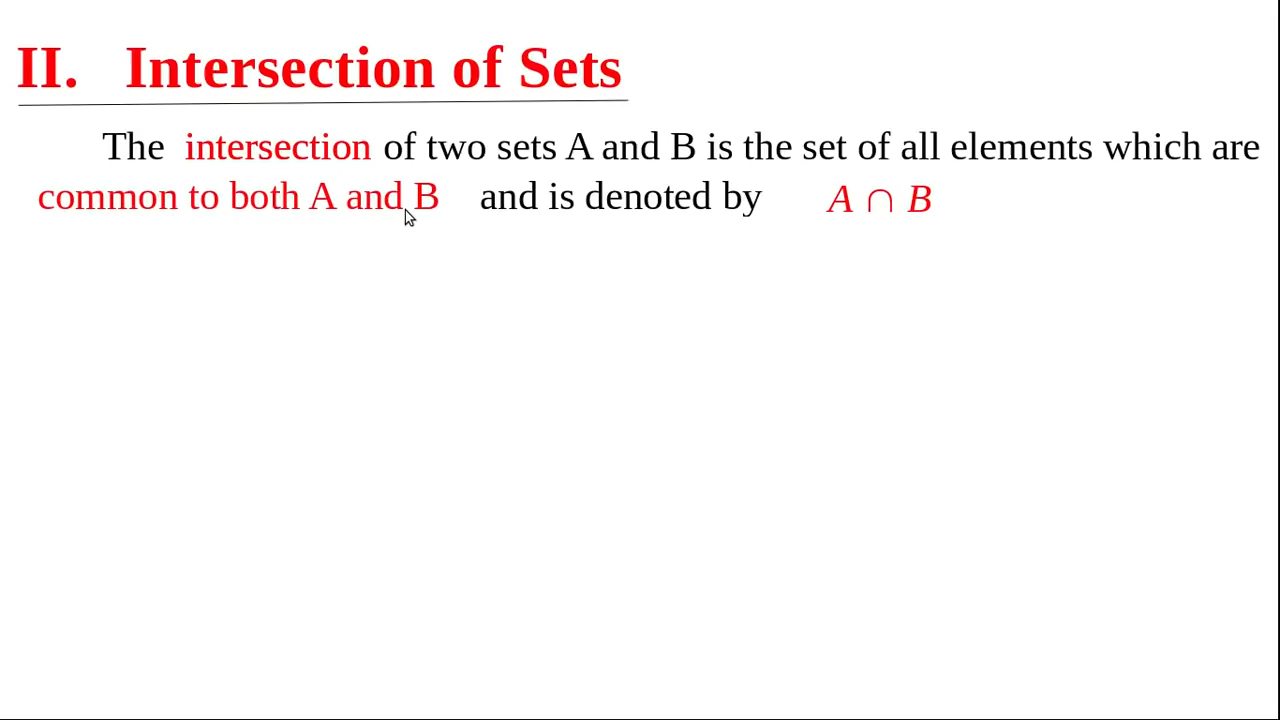 II. Intersection of Sets
The intersection of two sets A and B is the set of all elements which are
common to both A and B and is denoted by A ∩ B